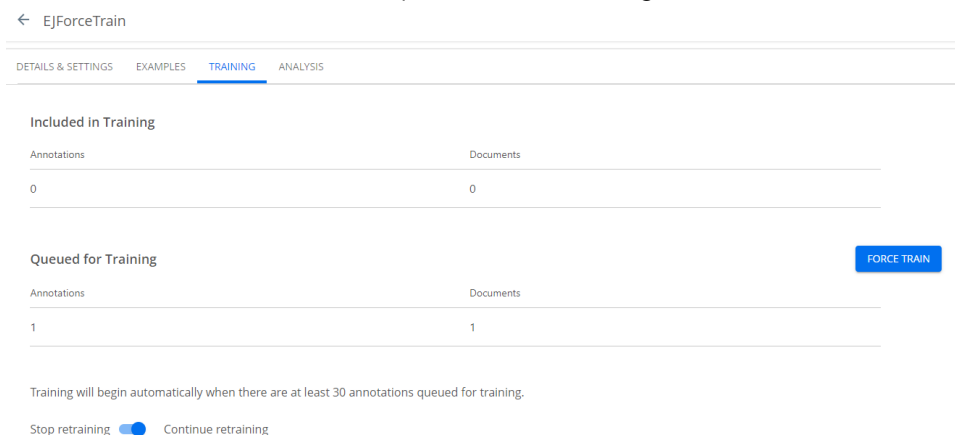 ← EJForceTrain
DETAILS & SETTINGS EXAMPLES TRAINING ANALYSIS
Included in Training
Annotations Documents
0 0
Queued for Training FORCE TRAIN
Annotations Documents
1 1
Training will begin automatically when there are at least 30 annotations queued for training.
Stop retraining Continue retraining